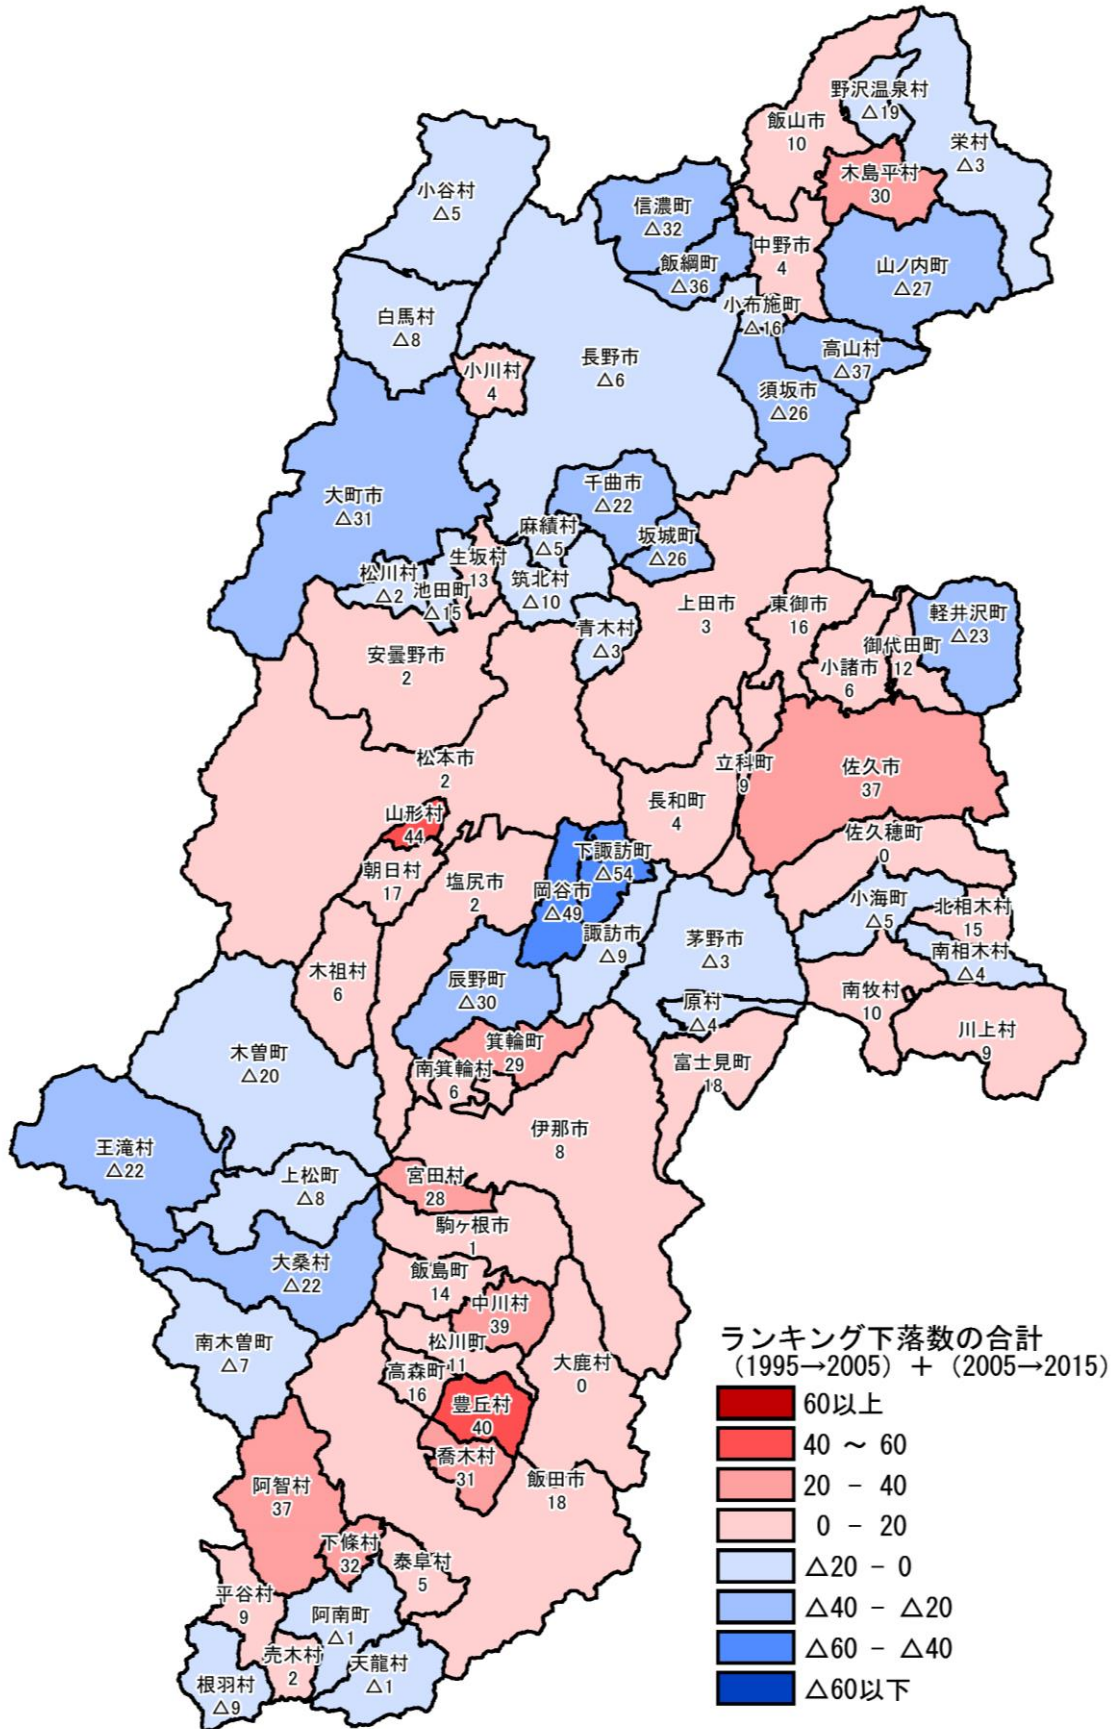 野沢温泉村
△19
飯山市
10
栄村
△3
木島平村
30
小谷村
△5
信濃町
△32
中野市
4
飯綱町
△36
山ノ内町
△27
小布施町
△16
白馬村
△8
高山村
△37
長野市
△6
小川村
4
須坂市
△26
千曲市
△22
大町市
△31
麻績村
△5
坂城町
△26
生坂村
13
松川村
△2
池田町
△15
筑北村
△10
上田市
3
東御市
16
軽井沢町
△23
青木村
△3
御代田町
12
安曇野市
2
小諸市
6
松本市
2
立科町
9
佐久市
37
長和町
4
山形村
44
佐久穂町
0
下諏訪町
△54
朝日村
17
塩尻市
2
岡谷市
△49
小海町
△5
北相木村
15
諏訪市
△9
茅野市
△3
南相木村
△4
木祖村
6
辰野町
△30
南牧村
10
原村
△4
川上村
9
箕輪町
29
木曽町
△20
南箕輪村
6
富士見町
18
伊那市
8
王滝村
△22
上松町
△8
宮田村
28
駒ヶ根市
1
大桑村
△22
飯島町
14
中川村
39
南木曽町
△7
松川町
11
大鹿村
0
高森町
16
豊丘村
40
喬木村
31
飯田市
18
阿智村
37
下條村
32
泰阜村
5
平谷村
9
阿南町
△1
売木村
2
天龍村
△1
根羽村
△9
ランキング下落数の合計
（1995→2005）＋（2005→2015）
60以上
40 ～ 60
20 － 40
0 － 20
△20 － 0
△40 － △20
△60 － △40
△60以下